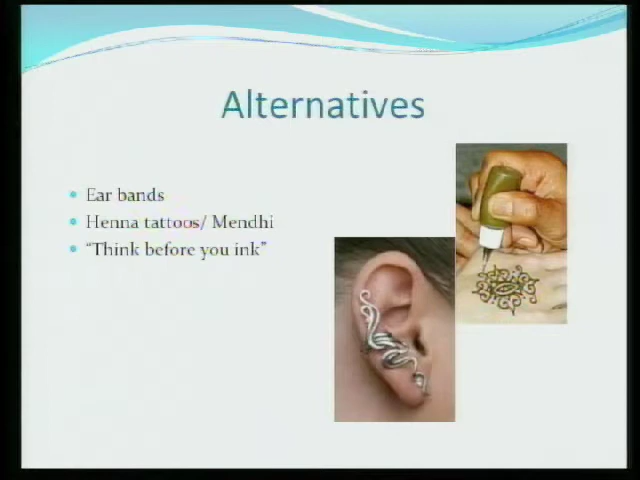 Alternatives
Ear bands
Henna tattoos/ Mendhi
“Think before you ink”